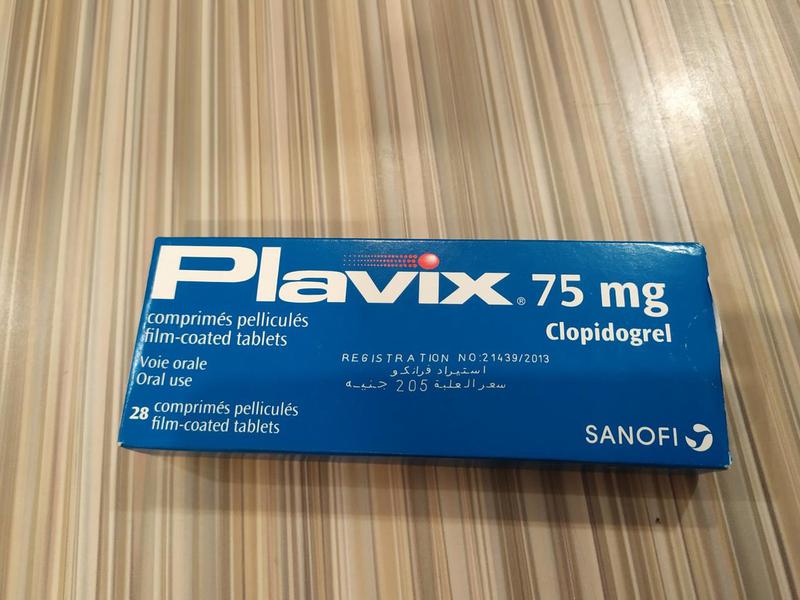 Plavix® 75 mg
Clopidogrel
comprimés pelliculés
film-coated tablets
Voie orale
Oral use
REGISTRATION NO:21439/2013
استيراد فرانكو
سعر العلبة 205 جنيه
28 comprimés pelliculés
film-coated tablets
SANOFI